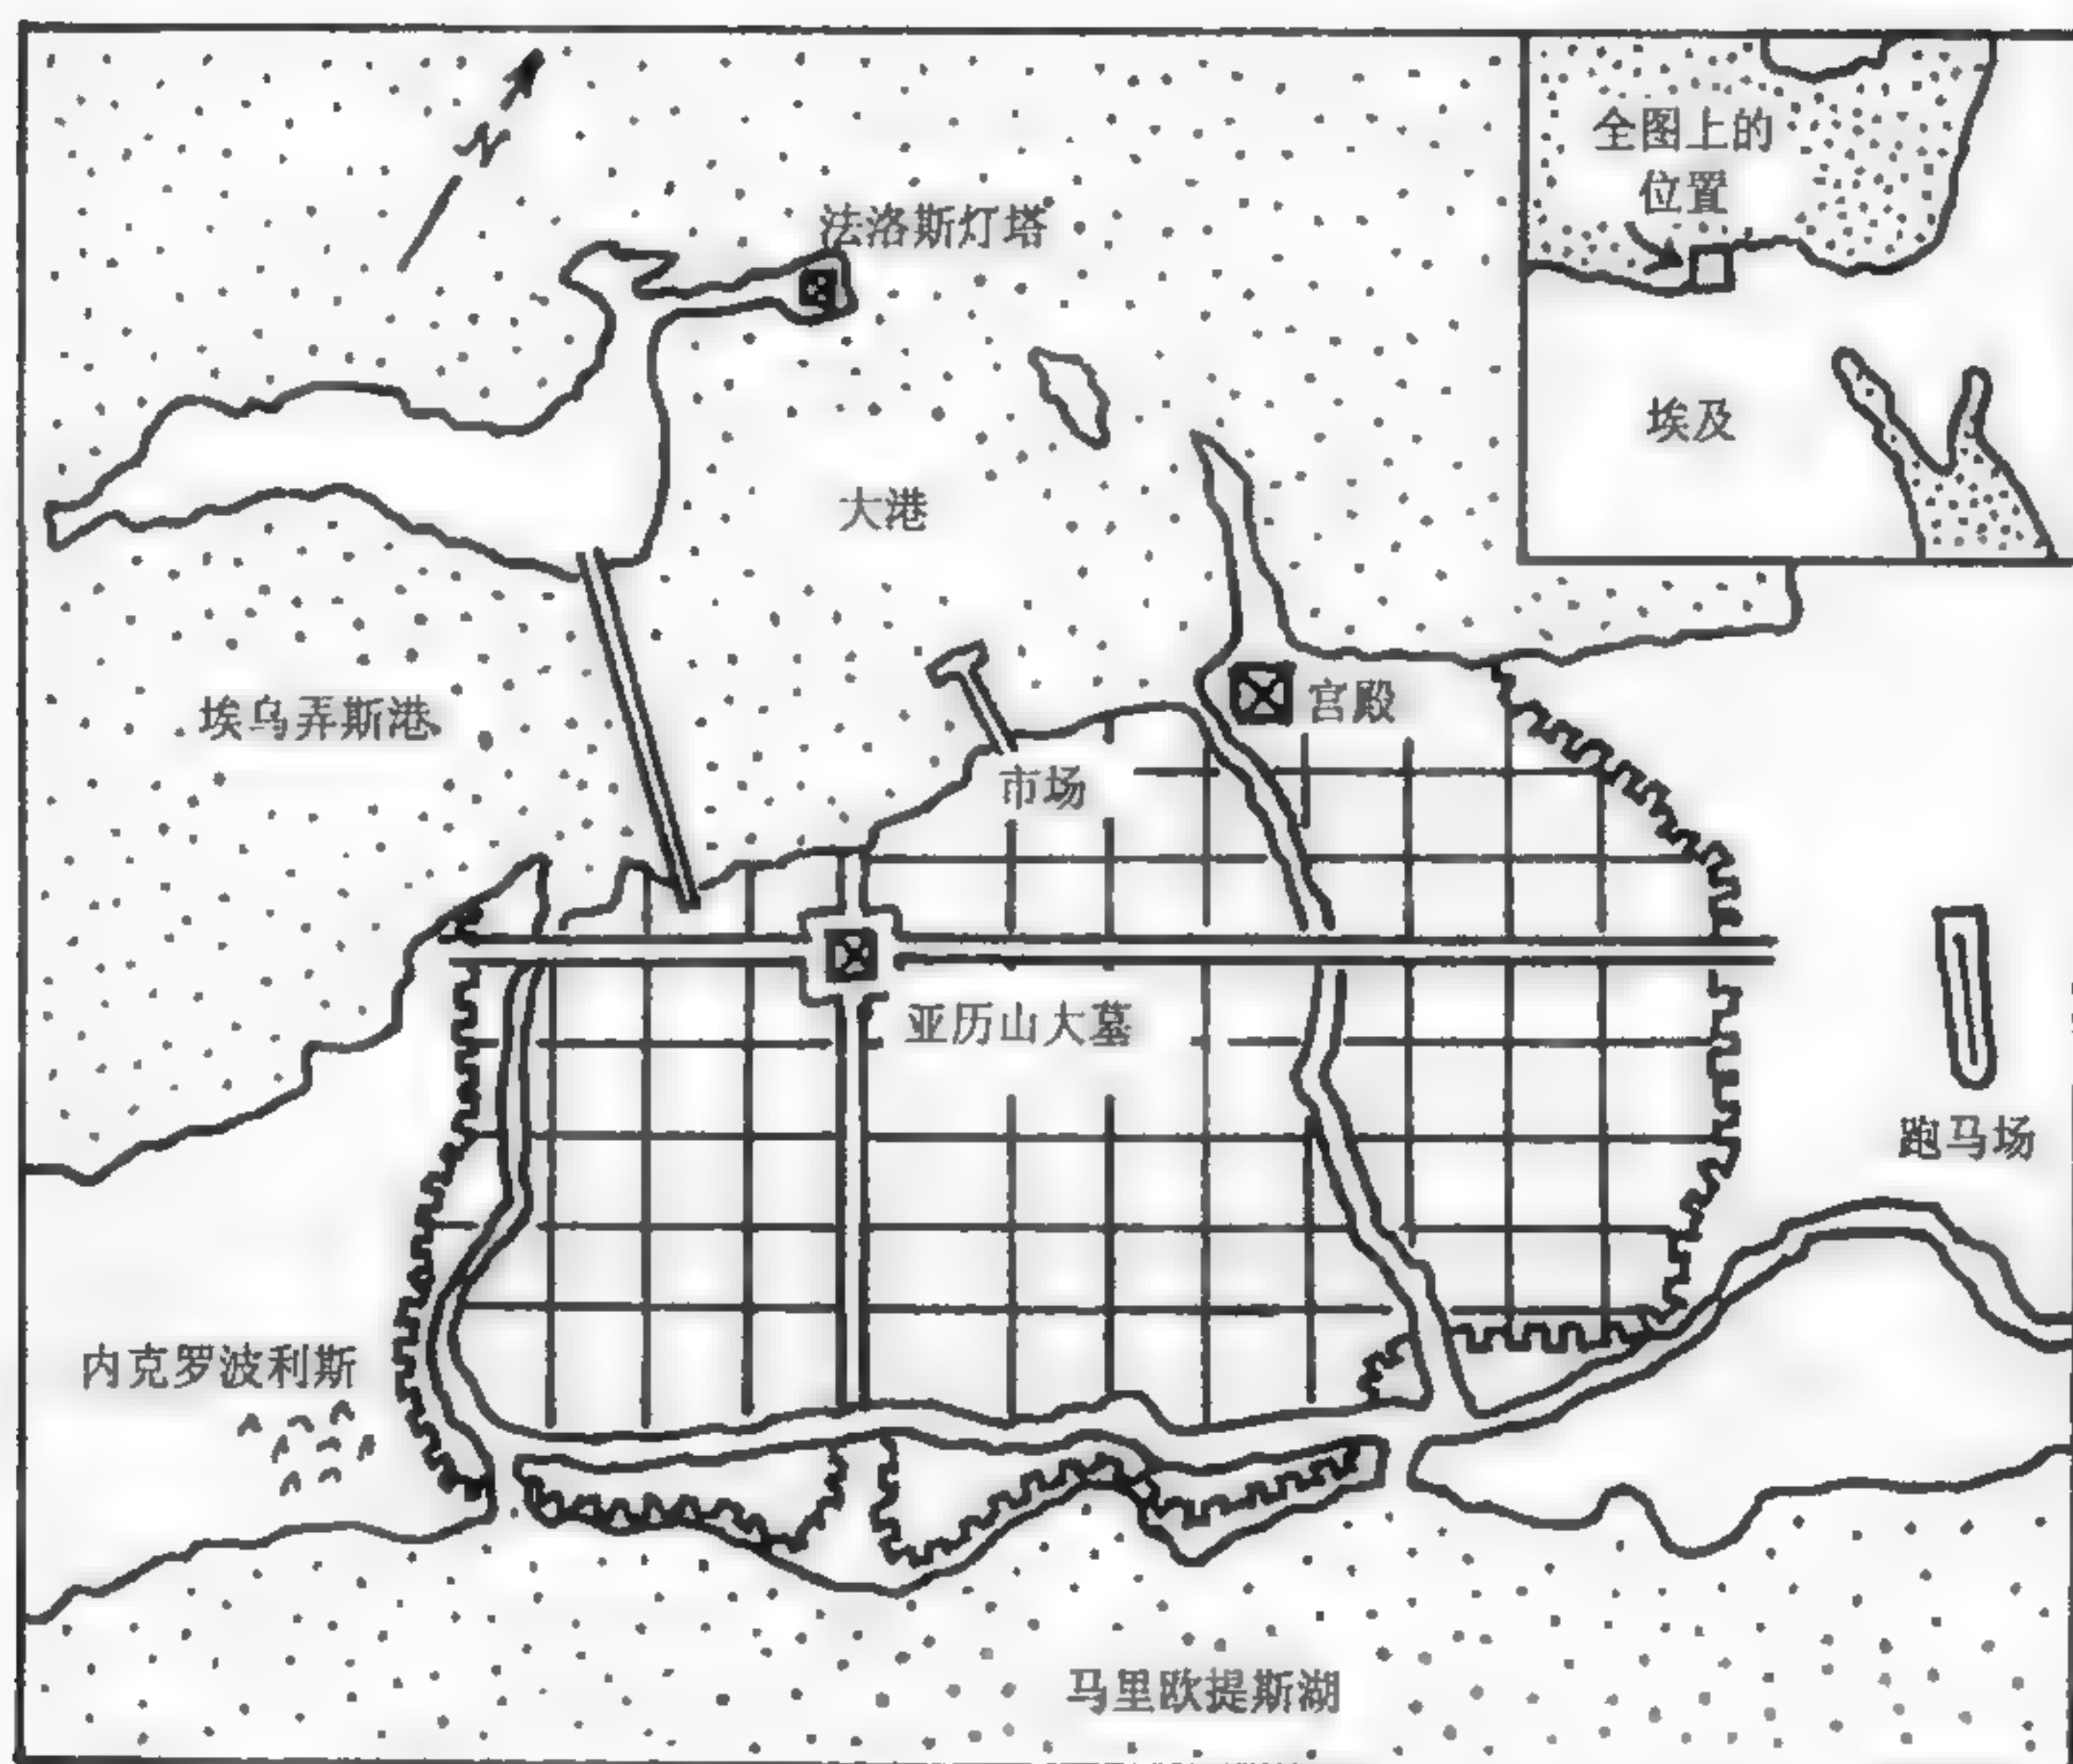 N
法洛斯灯塔
全图上的
位置
埃及
大港
埃乌弄斯港
宫殿
市场
亚历山大墓
跑马场
内克罗波利斯
马里欧提斯湖